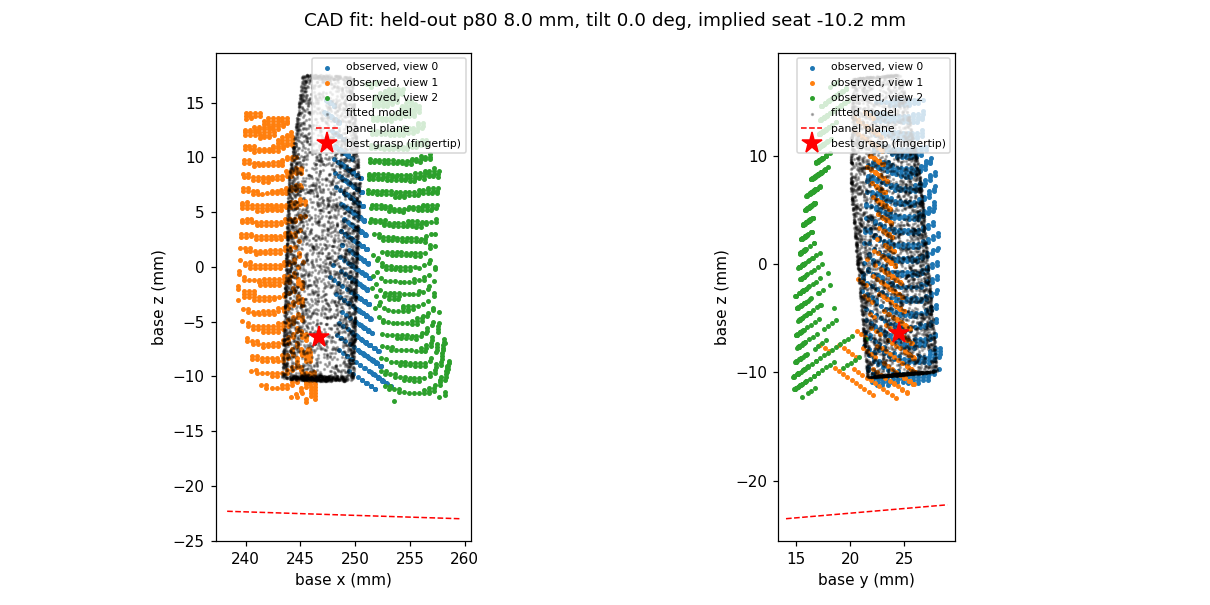 CAD fit: held-out p80 8.0 mm, tilt 0.0 deg, implied seat -10.2 mm
observed, view 0
observed, view 1
observed, view 2
fitted model
panel plane
best grasp (fingertip)
15
10
5
0
−5
−10
−15
−20
−25
base z (mm)
240
245
250
255
260
base x (mm)
observed, view 0
observed, view 1
observed, view 2
fitted model
panel plane
best grasp (fingertip)
10
0
−10
−20
base z (mm)
15
20
25
base y (mm)